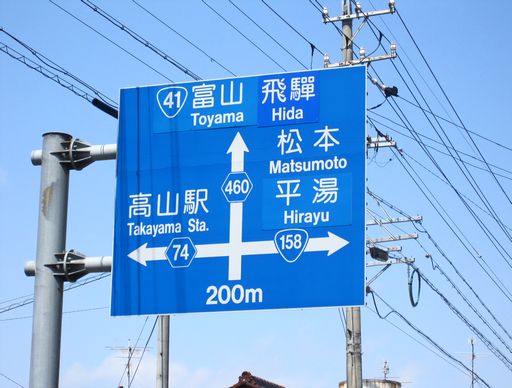 41 富山 飛驒
Toyama Hida
松本
Matsumoto
460
平湯
Hirayu
高山駅
Takayama Sta.
74
158
200m